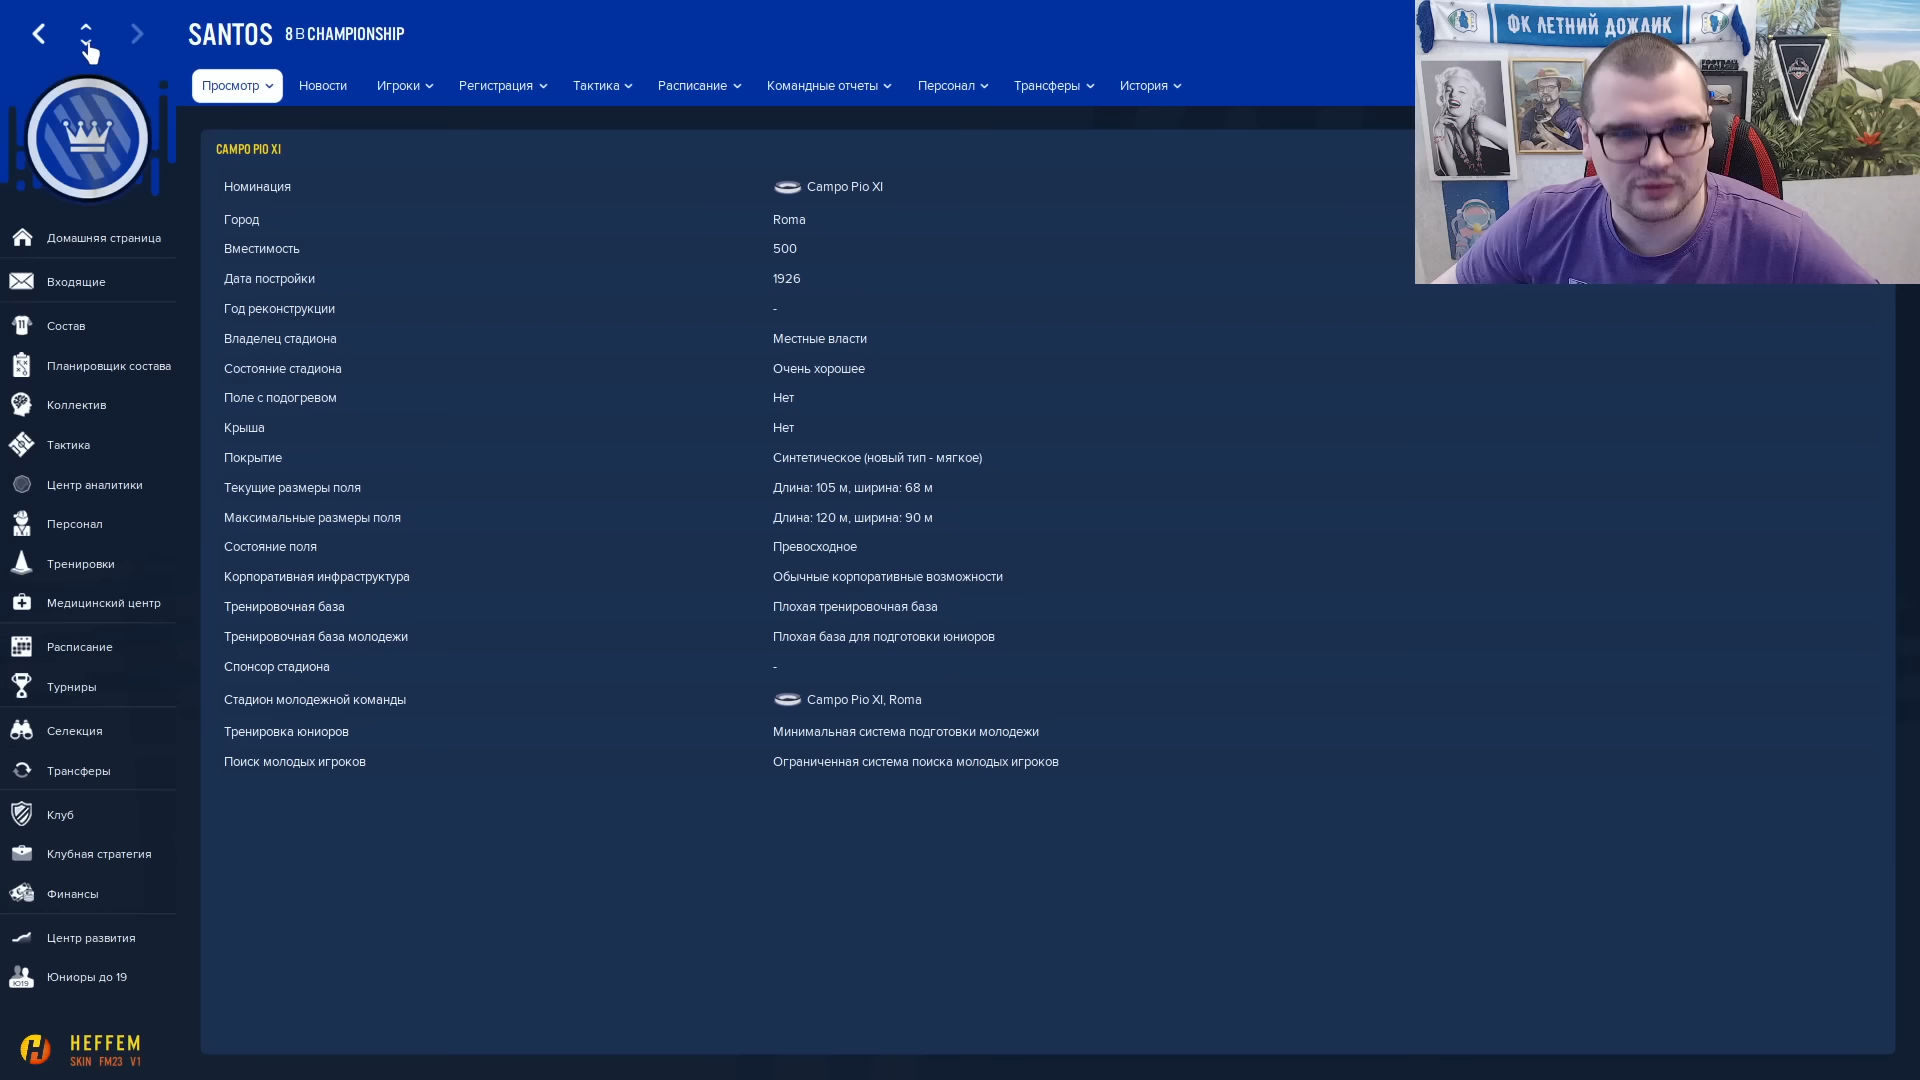 SANTOS 8 В CHAMPIONSHIP
Просмотр Новости Игроки Регистрация Тактика Расписание Командные отчеты Персонал Трансферы История
ФК ЛЕТНИЙ ДОЖДИК
CAMPO PIO XI
Номинация Campo Pio XI
Город Roma
Вместимость 500
Дата постройки 1926
Год реконструкции -
Владелец стадиона Местные власти
Состояние стадиона Очень хорошее
Поле с подогревом Нет
Крыша Нет
Покрытие Синтетическое (новый тип - мягкое)
Текущие размеры поля Длина: 105 м, ширина: 68 м
Максимальные размеры поля Длина: 120 м, ширина: 90 м
Состояние поля Превосходное
Корпоративная инфраструктура Обычные корпоративные возможности
Тренировочная база Плохая тренировочная база
Тренировочная база молодежи Плохая база для подготовки юниоров
Спонсор стадиона -
Стадион молодежной команды Campo Pio XI, Roma
Тренировка юниоров Минимальная система подготовки молодежи
Поиск молодых игроков Ограниченная система поиска молодых игроков
Домашняя страница
Входящие
11
Состав
Планировщик состава
Коллектив
Тактика
Центр аналитики
Персонал
Тренировки
Медицинский центр
Расписание
Турниры
Селекция
Трансферы
Клуб
Клубная стратегия
Финансы
Центр развития
Ю19
Юниоры до 19
HEFFEM
SKIN FM23 V1